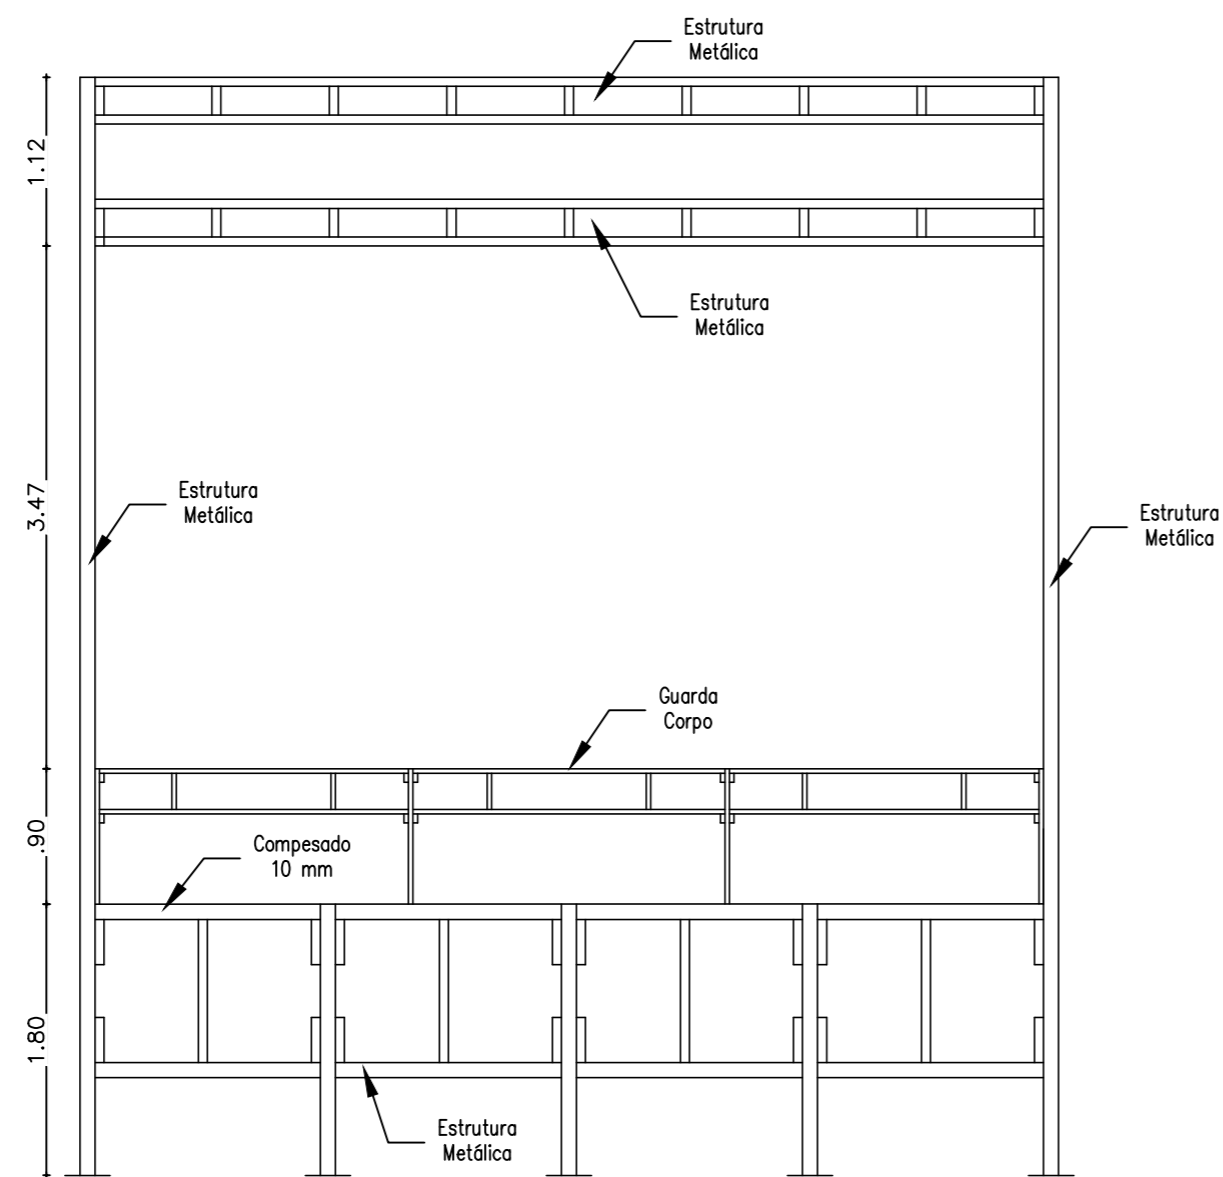 Estrutura
Metálica
1.12
Estrutura
Metálica
3.47
Estrutura
Metálica
Estrutura
Metálica
Guarda
Corpo
.90
Compesado
10 mm
1.80
Estrutura
Metálica